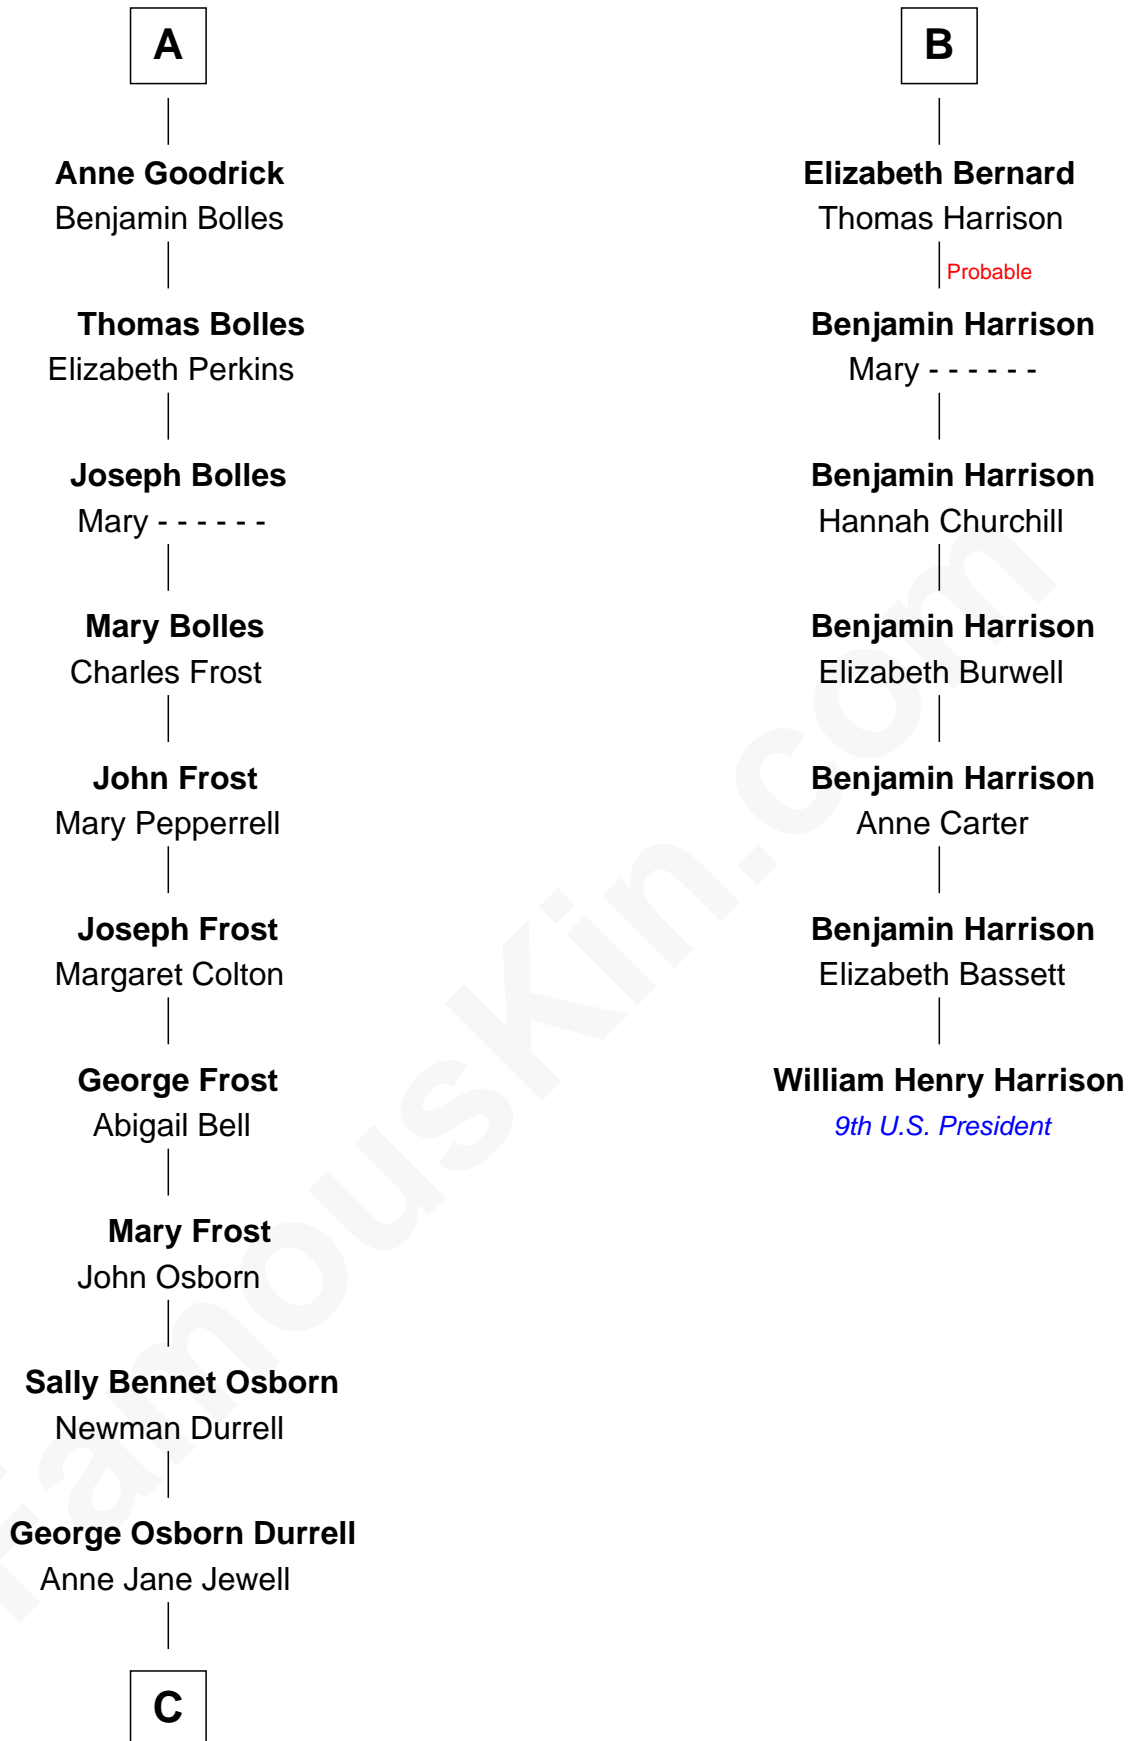 A
Anne Goodrick
Benjamin Bolles
Thomas Bolles
Elizabeth Perkins
Joseph Bolles
Mary - - - - - -
Mary Bolles
Charles Frost
John Frost
Mary Pepperrell
Joseph Frost
Margaret Colton
George Frost
Abigail Bell
Mary Frost
John Osborn
Sally Bennet Osborn
Newman Durrell
George Osborn Durrell
Anne Jane Jewell
C
B
Elizabeth Bernard
Thomas Harrison
Probable
Benjamin Harrison
Mary - - - - - -
Benjamin Harrison
Hannah Churchill
Benjamin Harrison
Elizabeth Burwell
Benjamin Harrison
Anne Carter
Benjamin Harrison
Elizabeth Bassett
William Henry Harrison
9th U.S. President
FamousKin.com